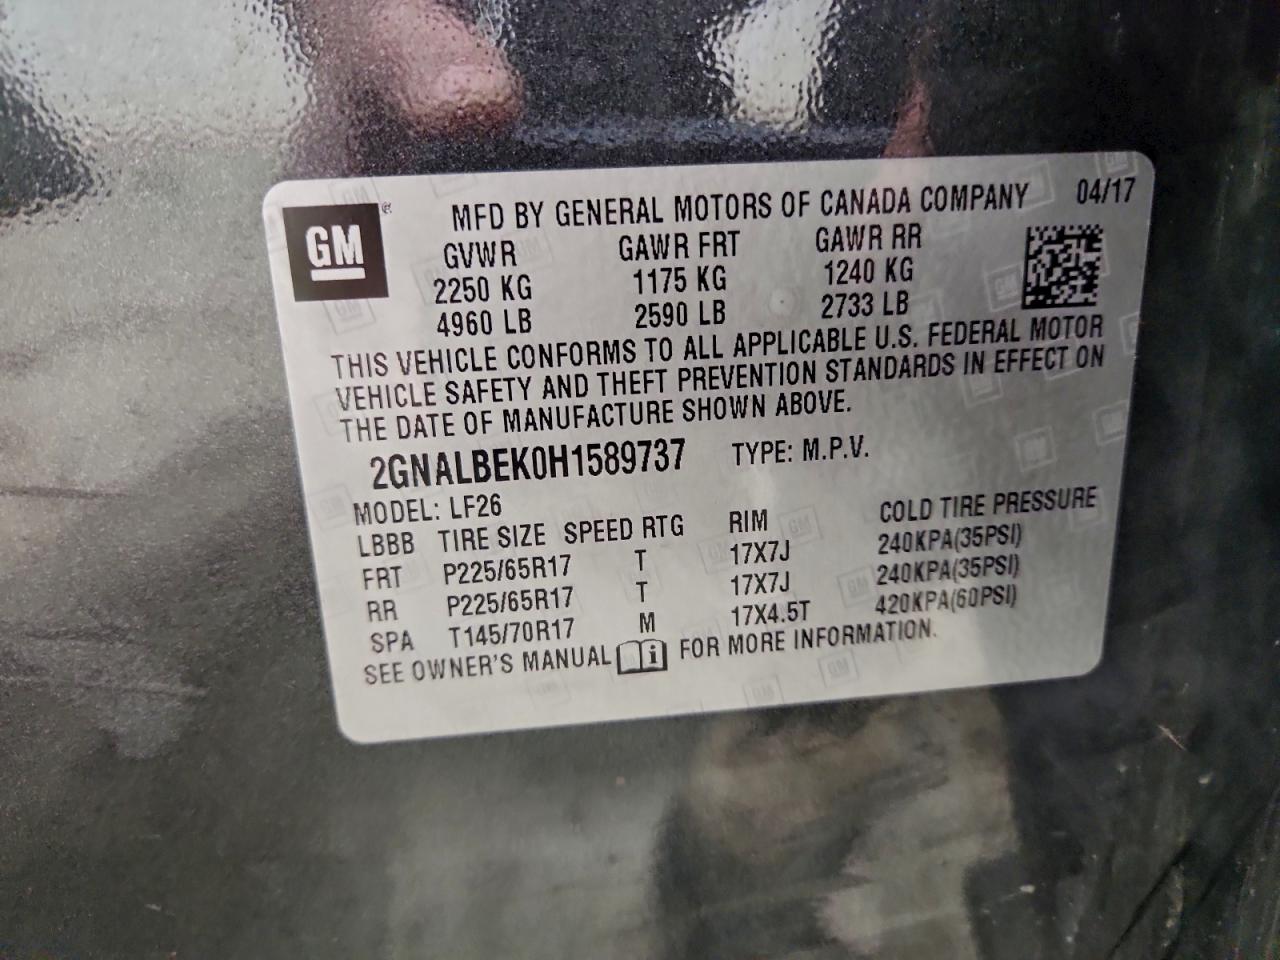 GM ®
MFD BY GENERAL MOTORS OF CANADA COMPANY 04/17
GVWR GAWR FRT GAWR RR
2250 KG 1175 KG 1240 KG
4960 LB 2590 LB 2733 LB
THIS VEHICLE CONFORMS TO ALL APPLICABLE U.S. FEDERAL MOTOR
VEHICLE SAFETY AND THEFT PREVENTION STANDARDS IN EFFECT ON
THE DATE OF MANUFACTURE SHOWN ABOVE.
2GNALBEK0H1589737 TYPE: M.P.V.
MODEL: LF26
LBBB TIRE SIZE SPEED RTG RIM COLD TIRE PRESSURE
FRT P225/65R17 T 17X7J 240KPA(35PSI)
RR P225/65R17 T 17X7J 240KPA(35PSI)
SPA T145/70R17 M 17X4.5T 420KPA(60PSI)
SEE OWNER'S MANUAL i FOR MORE INFORMATION.